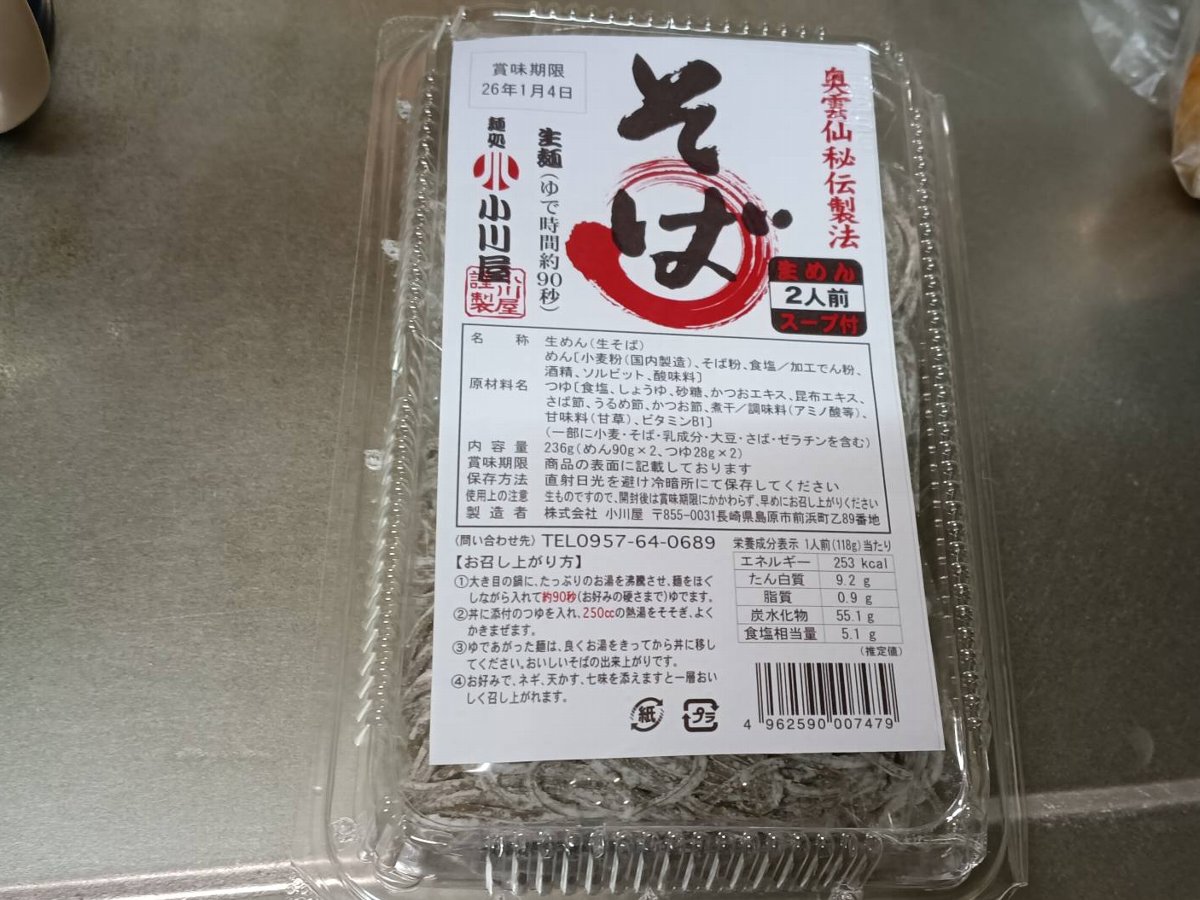 奥雲仙秘伝製法
そば
生めん
2人前
スープ付
賞味期限
26年1月4日
生麺(ゆで時間約90秒)
麺処
小
小川屋
小川屋
謹製
名称 生めん(生そば)
原材料名 めん[小麦粉(国内製造)、そば粉、食塩/加工でん粉、
酒精、ソルビット、酸味料]
つゆ[食塩、しょうゆ、砂糖、かつおエキス、昆布エキス、
さば節、うるめ節、かつお節、煮干/調味料(アミノ酸等)、
甘味料(甘草)、ビタミンB1]
(一部に小麦・そば・乳成分・大豆・さば・ゼラチンを含む)
内容量 236g(めん90g×2、つゆ28g×2)
賞味期限 商品の表面に記載しております
保存方法 直射日光を避け冷暗所にて保存してください
使用上の注意 生ものですので、開封後は賞味期限にかかわらず、早めにお召し上がりください
製造者 株式会社 小川屋 〒855-0031長崎県島原市前浜町乙89番地
(問い合わせ先) TEL0957-64-0689
【お召し上がり方】
①大き目の鍋に、たっぷりのお湯を沸騰させ、麺をほぐ
しながら入れて約90秒(お好みの硬さまで)ゆでます。
②丼に添付のつゆを入れ、250ccの熱湯をそそぎ、よく
かきまぜます。
③ゆであがった麺は、良くお湯をきってから丼に移し
てください。おいしいそばの出来上がりです。
④お好みで、ネギ、天かす、七味を添えますと一層おい
しく召し上がれます。
栄養成分表示 1人前(118g)当たり
エネルギー 253 kcal
たん白質 9.2 g
脂質 0.9 g
炭水化物 55.1 g
食塩相当量 5.1 g
(推定値)
紙
プラ
4 962590 007479